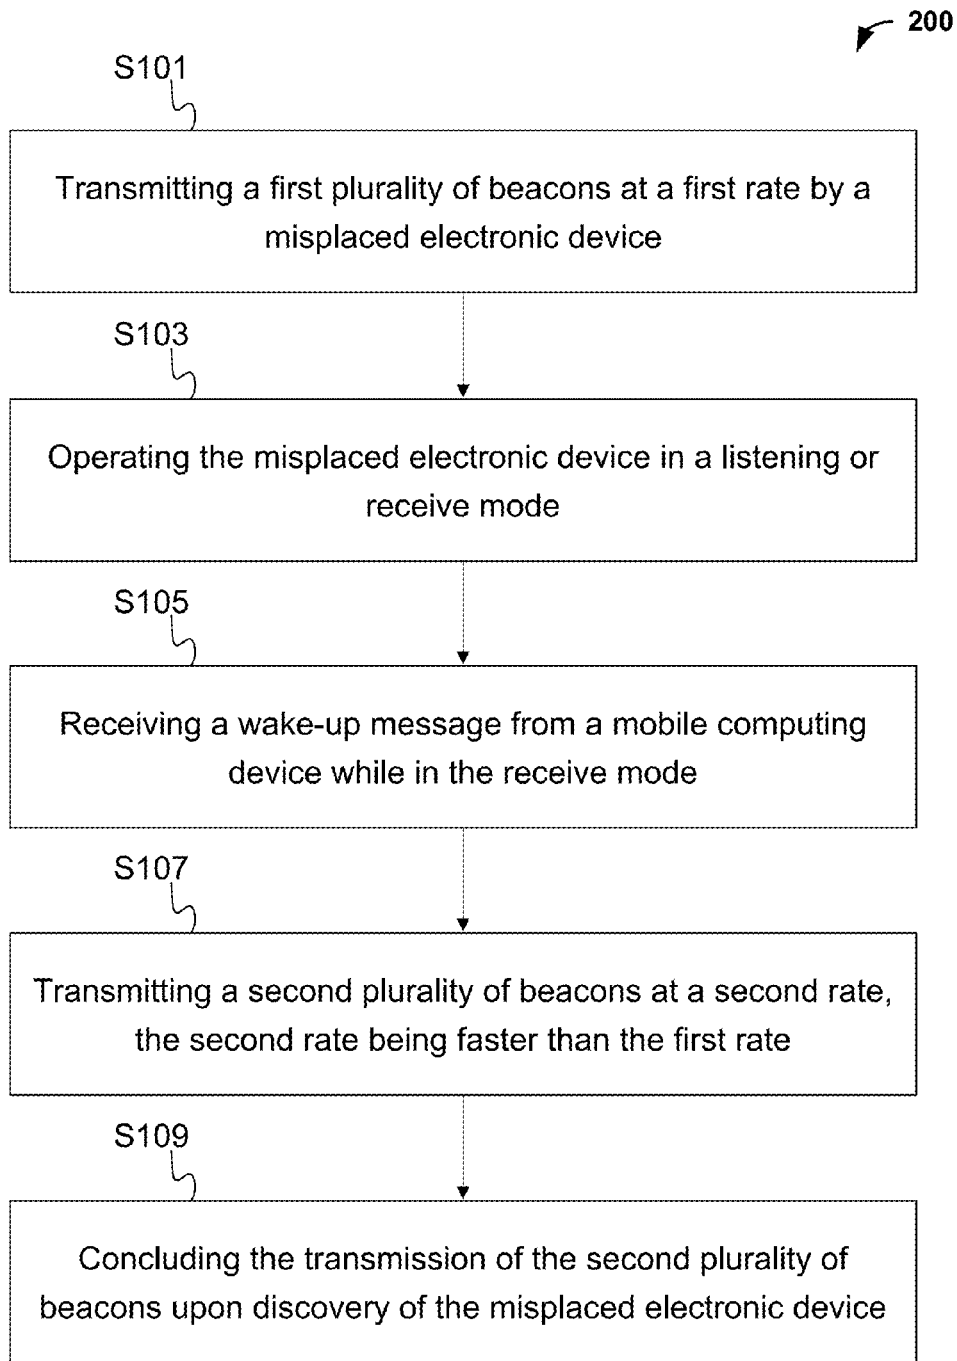 200
S101
Transmitting a first plurality of beacons at a first rate by a
misplaced electronic device
S103
Operating the misplaced electronic device in a listening or
receive mode
S105
Receiving a wake-up message from a mobile computing
device while in the receive mode
S107
Transmitting a second plurality of beacons at a second rate,
the second rate being faster than the first rate
S109
Concluding the transmission of the second plurality of
beacons upon discovery of the misplaced electronic device